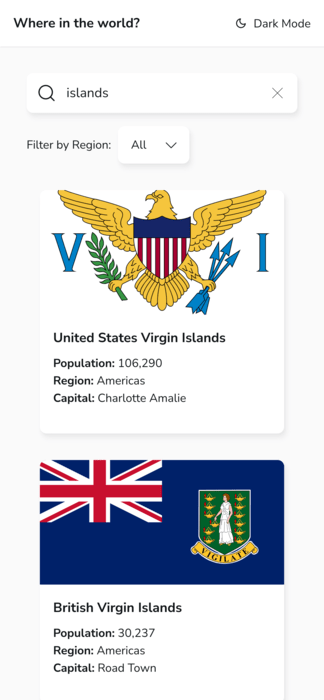 Where in the world?
Dark Mode
islands
Filter by Region:
All
V I
United States Virgin Islands
Population: 106,290
Region: Americas
Capital: Charlotte Amalie
VIGILATE
British Virgin Islands
Population: 30,237
Region: Americas
Capital: Road Town